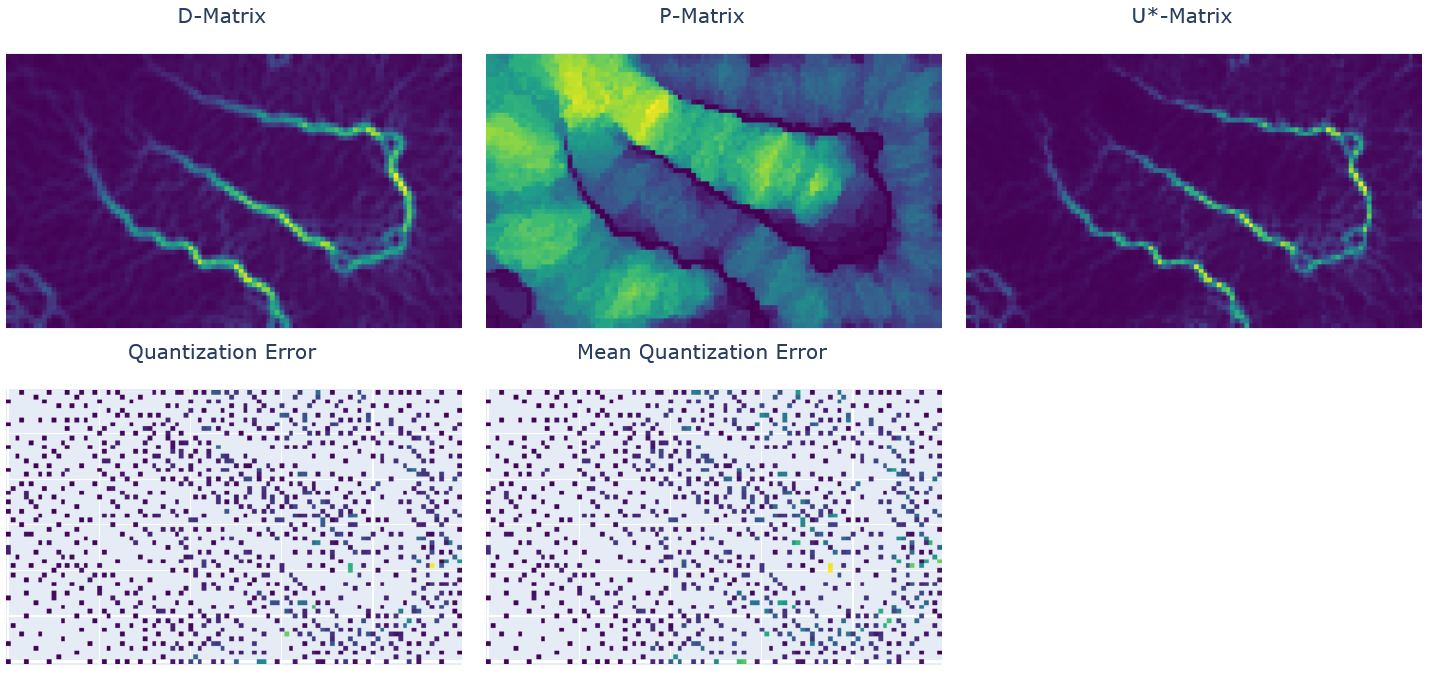 D-Matrix
P-Matrix
U*-Matrix
Quantization Error
Mean Quantization Error